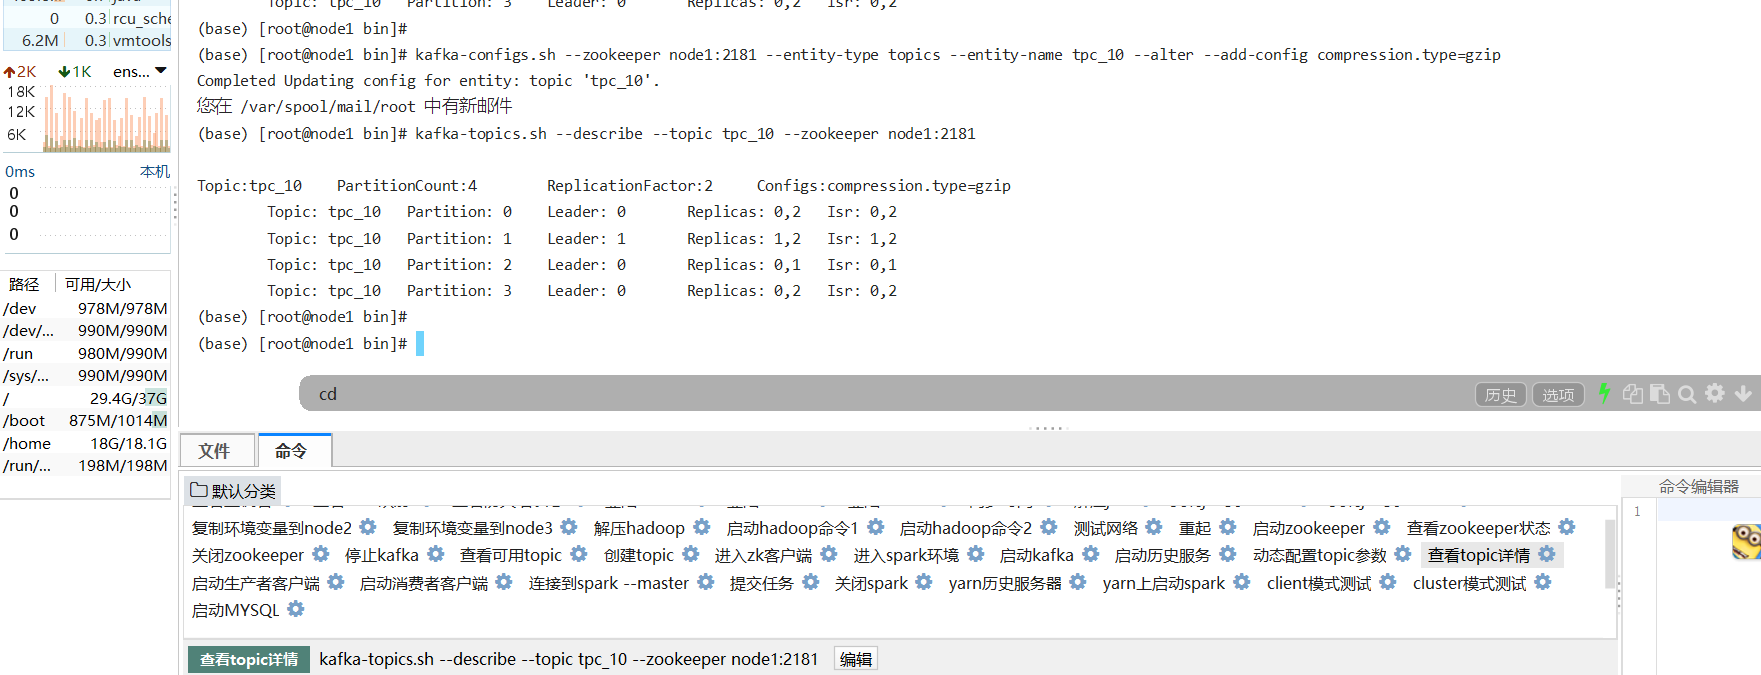 java
0 0.3 rcu_sche
6.2M 0.3 vmtools
2K 1K ens...
18K
12K
6K
0ms 本机
0
0
0
路径 可用/大小
/dev 978M/978M
/dev/... 990M/990M
/run 980M/990M
/sys/... 990M/990M
/ 29.4G/37G
/boot 875M/1014M
/home 18G/18.1G
/run/... 198M/198M
Topic: tpc_10 Partition: 3 Leader: 0 Replicas: 0,2 Isr: 0,2
(base) [root@node1 bin]#
(base) [root@node1 bin]# kafka-configs.sh --zookeeper node1:2181 --entity-type topics --entity-name tpc_10 --alter --add-config compression.type=gzip
Completed Updating config for entity: topic 'tpc_10'.
您在 /var/spool/mail/root 中有新邮件
(base) [root@node1 bin]# kafka-topics.sh --describe --topic tpc_10 --zookeeper node1:2181
Topic:tpc_10 PartitionCount:4 ReplicationFactor:2 Configs:compression.type=gzip
Topic: tpc_10 Partition: 0 Leader: 0 Replicas: 0,2 Isr: 0,2
Topic: tpc_10 Partition: 1 Leader: 1 Replicas: 1,2 Isr: 1,2
Topic: tpc_10 Partition: 2 Leader: 0 Replicas: 0,1 Isr: 0,1
Topic: tpc_10 Partition: 3 Leader: 0 Replicas: 0,2 Isr: 0,2
(base) [root@node1 bin]#
(base) [root@node1 bin]#
cd 历史 选项
文件 命令
默认分类
复制环境变量到node2 复制环境变量到node3 解压hadoop 启动hadoop命令1 启动hadoop命令2 测试网络 重起 启动zookeeper 查看zookeeper状态
关闭zookeeper 停止kafka 查看可用topic 创建topic 进入zk客户端 进入spark环境 启动kafka 启动历史服务 动态配置topic参数 查看topic详情
启动生产者客户端 启动消费者客户端 连接到spark --master 提交任务 关闭spark yarn历史服务器 yarn上启动spark client模式测试 cluster模式测试
启动MYSQL
查看topic详情 kafka-topics.sh --describe --topic tpc_10 --zookeeper node1:2181 编辑
命令编辑器
1